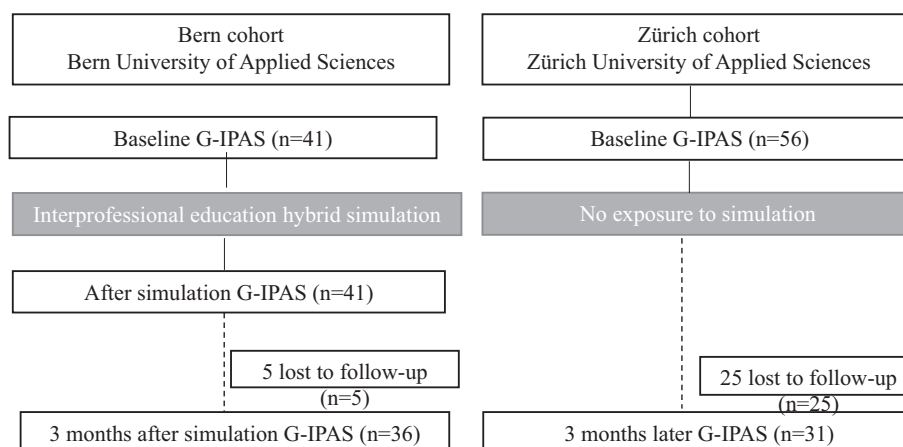 Bern cohort
Bern University of Applied Sciences
Zürich cohort
Zürich University of Applied Sciences
Baseline G-IPAS (n=41)
Baseline G-IPAS (n=56)
Interprofessional education hybrid simulation
No exposure to simulation
After simulation G-IPAS (n=41)
5 lost to follow-up
(n=5)
25 lost to follow-up
(n=25)
3 months after simulation G-IPAS (n=36)
3 months later G-IPAS (n=31)